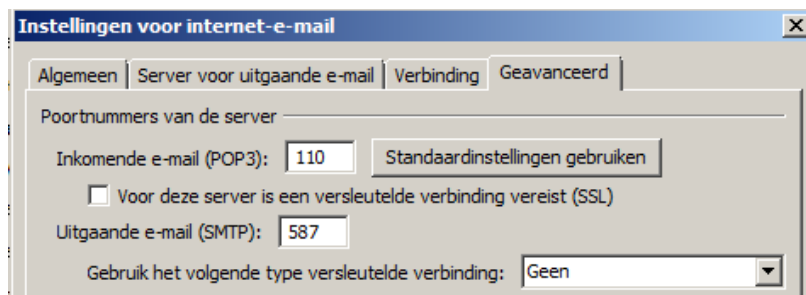 Instellingen voor internet-e-mail
Algemeen Server voor uitgaande e-mail Verbinding Geavanceerd
Poortnummers van de server
Inkomende e-mail (POP3): 110 Standaardinstellingen gebruiken
Voor deze server is een versleutelde verbinding vereist (SSL)
Uitgaande e-mail (SMTP): 587
Gebruik het volgende type versleutelde verbinding: Geen